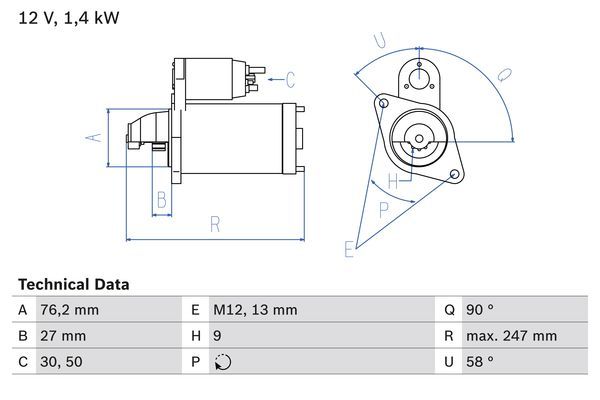 12 V, 1,4 kW
U
C
Q
A
B
H
P
R
E
Technical Data
A 76,2 mm E M12, 13 mm Q 90 °
B 27 mm H 9 R max. 247 mm
C 30, 50 P U 58 °